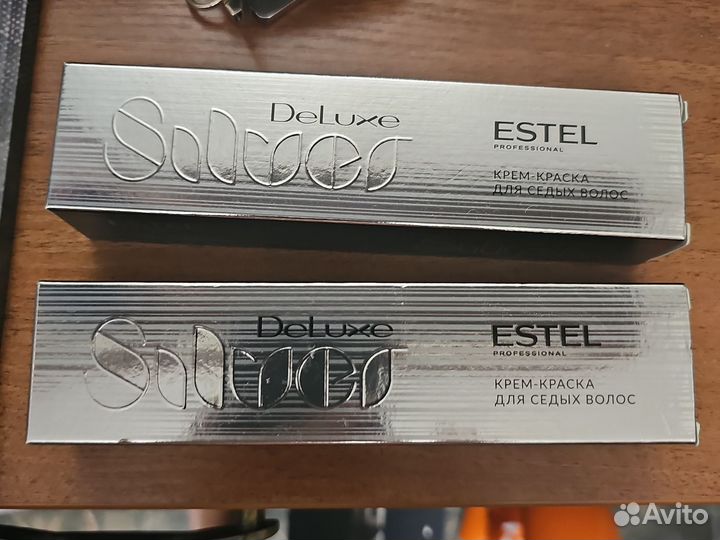 DeLuxe
Silver
ESTEL
PROFESSIONAL
КРЕМ-КРАСКА
ДЛЯ СЕДЫХ ВОЛОС
DeLuxe
Silver
ESTEL
PROFESSIONAL
КРЕМ-КРАСКА
ДЛЯ СЕДЫХ ВОЛОС
Avito